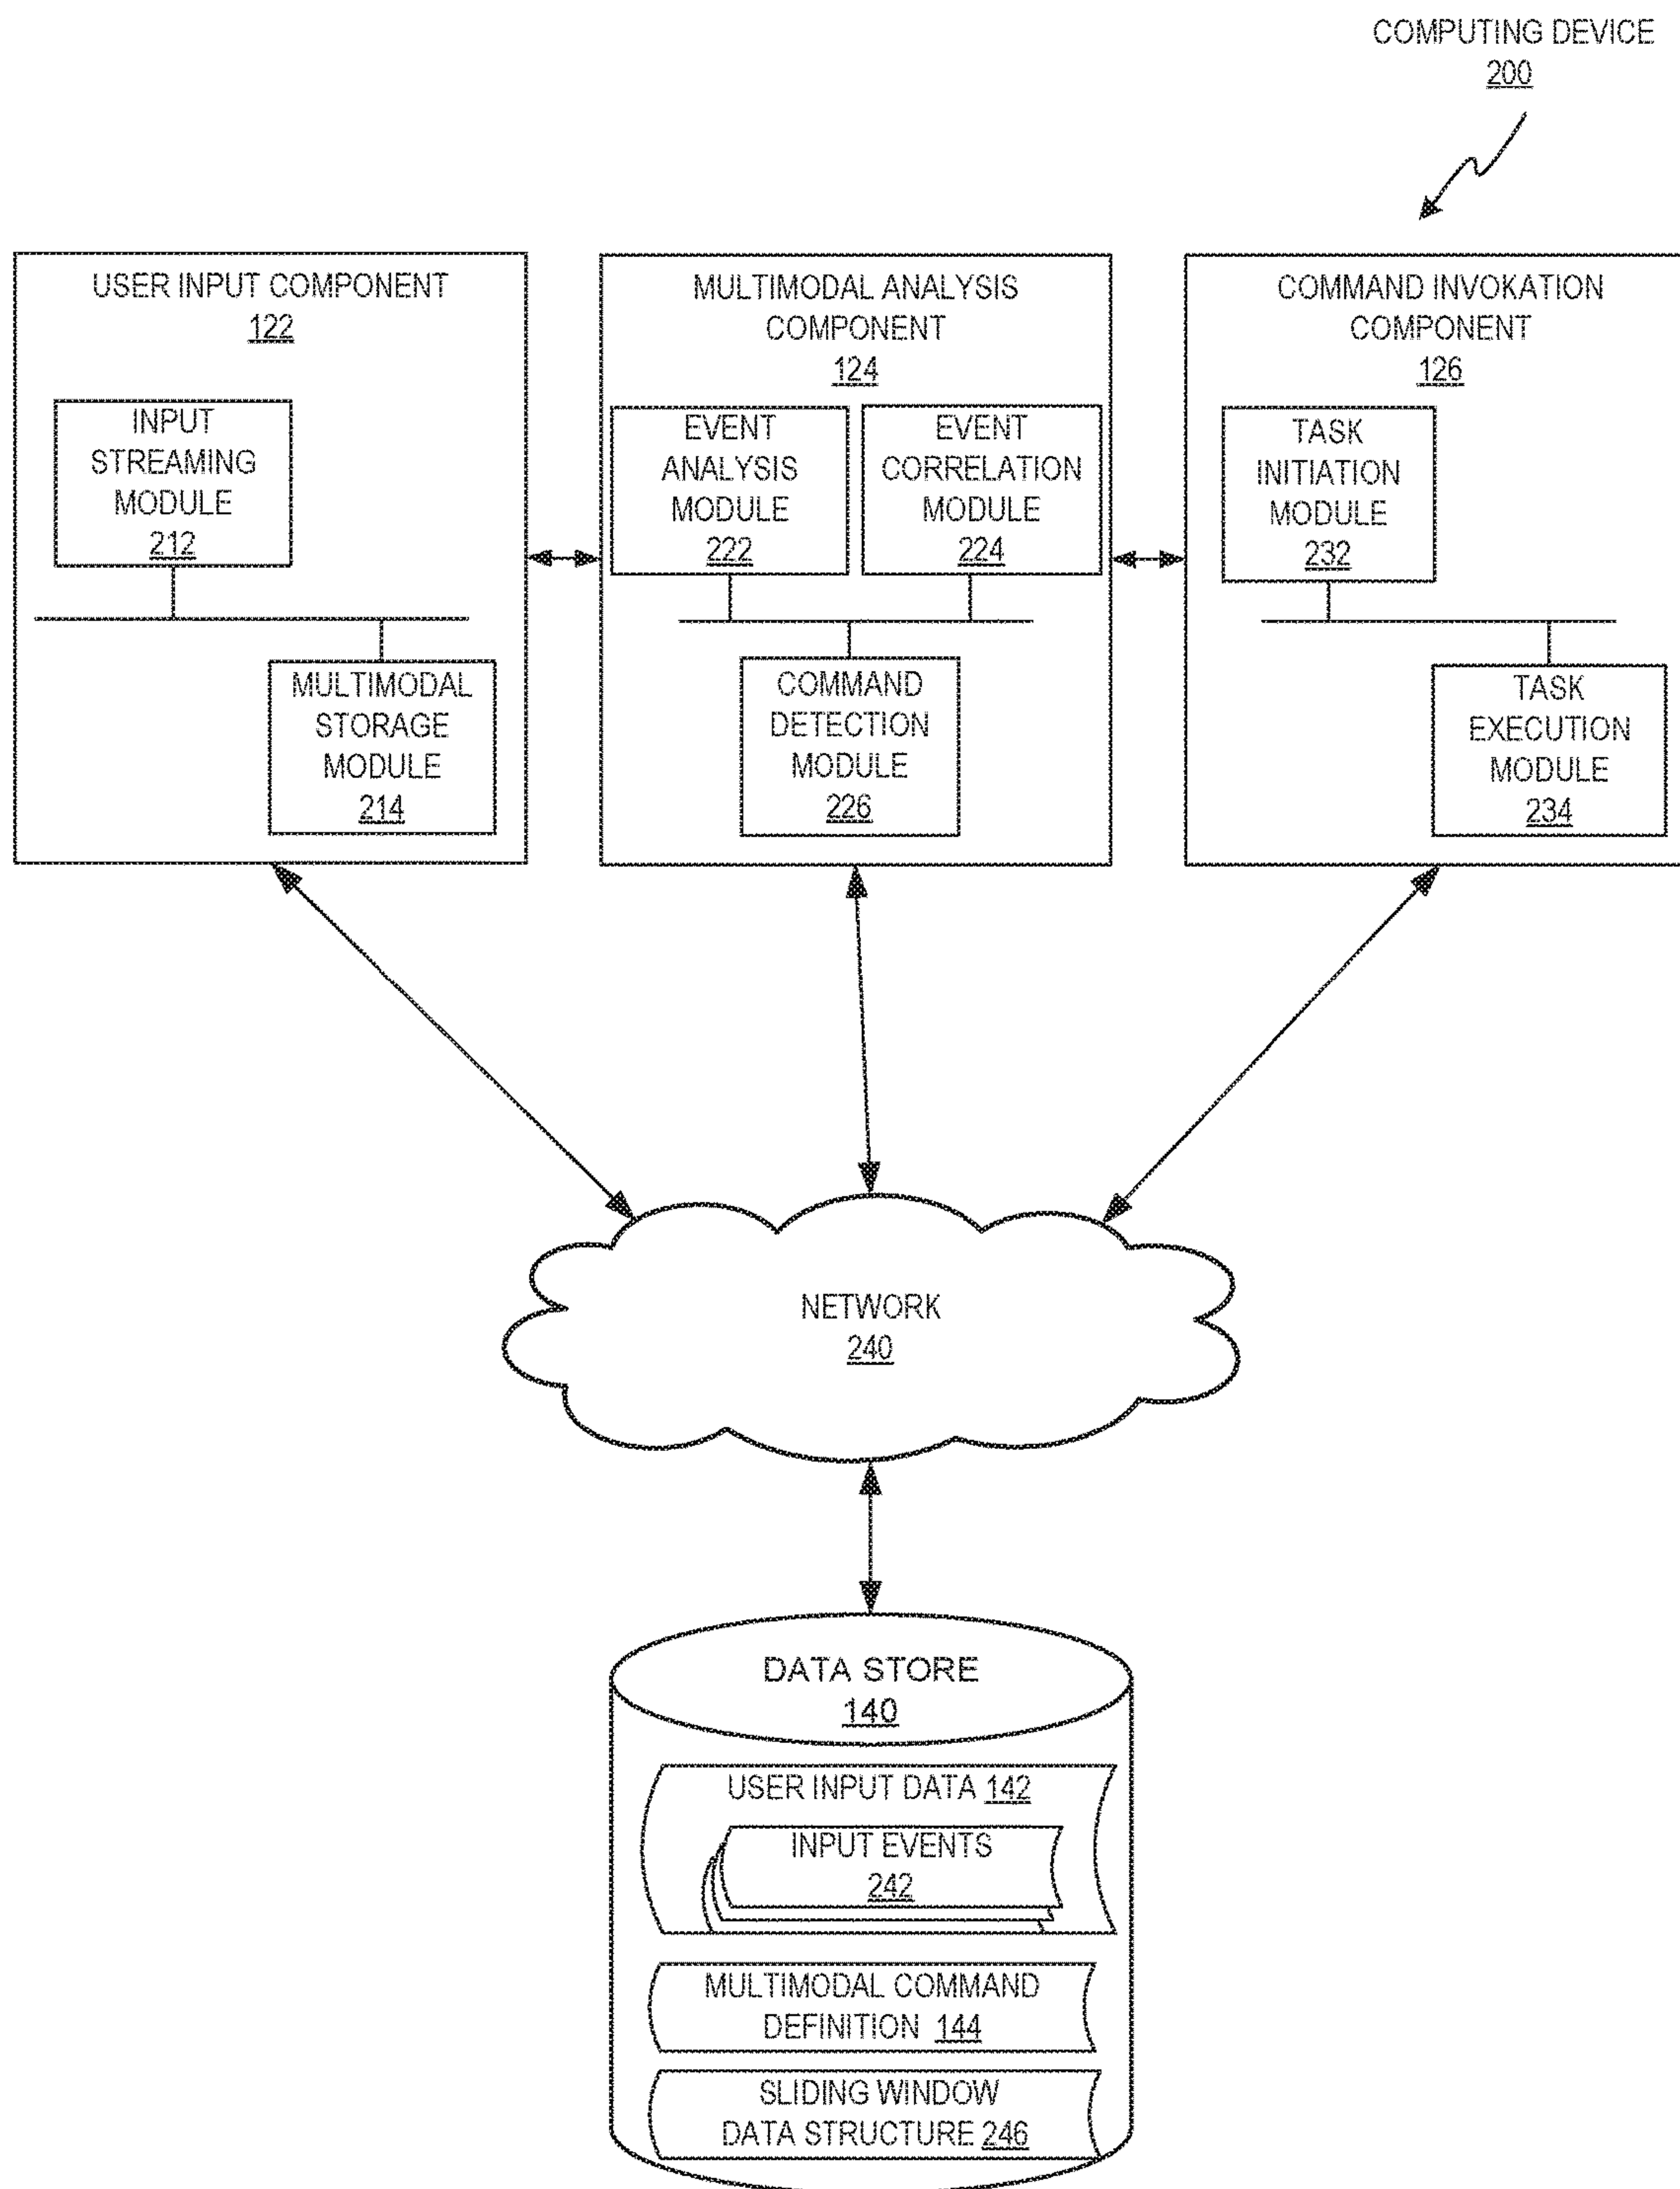 COMPUTING DEVICE
200
USER INPUT COMPONENT
122
INPUT
STREAMING
MODULE
212
MULTIMODAL
STORAGE
MODULE
214
MULTIMODAL ANALYSIS
COMPONENT
124
EVENT
ANALYSIS
MODULE
222
EVENT
CORRELATION
MODULE
224
COMMAND
DETECTION
MODULE
226
COMMAND INVOKATION
COMPONENT
126
TASK
INITIATION
MODULE
232
TASK
EXECUTION
MODULE
234
NETWORK
240
DATA STORE
140
USER INPUT DATA 142
INPUT EVENTS
242
MULTIMODAL COMMAND
DEFINITION 144
SLIDING WINDOW
DATA STRUCTURE 246